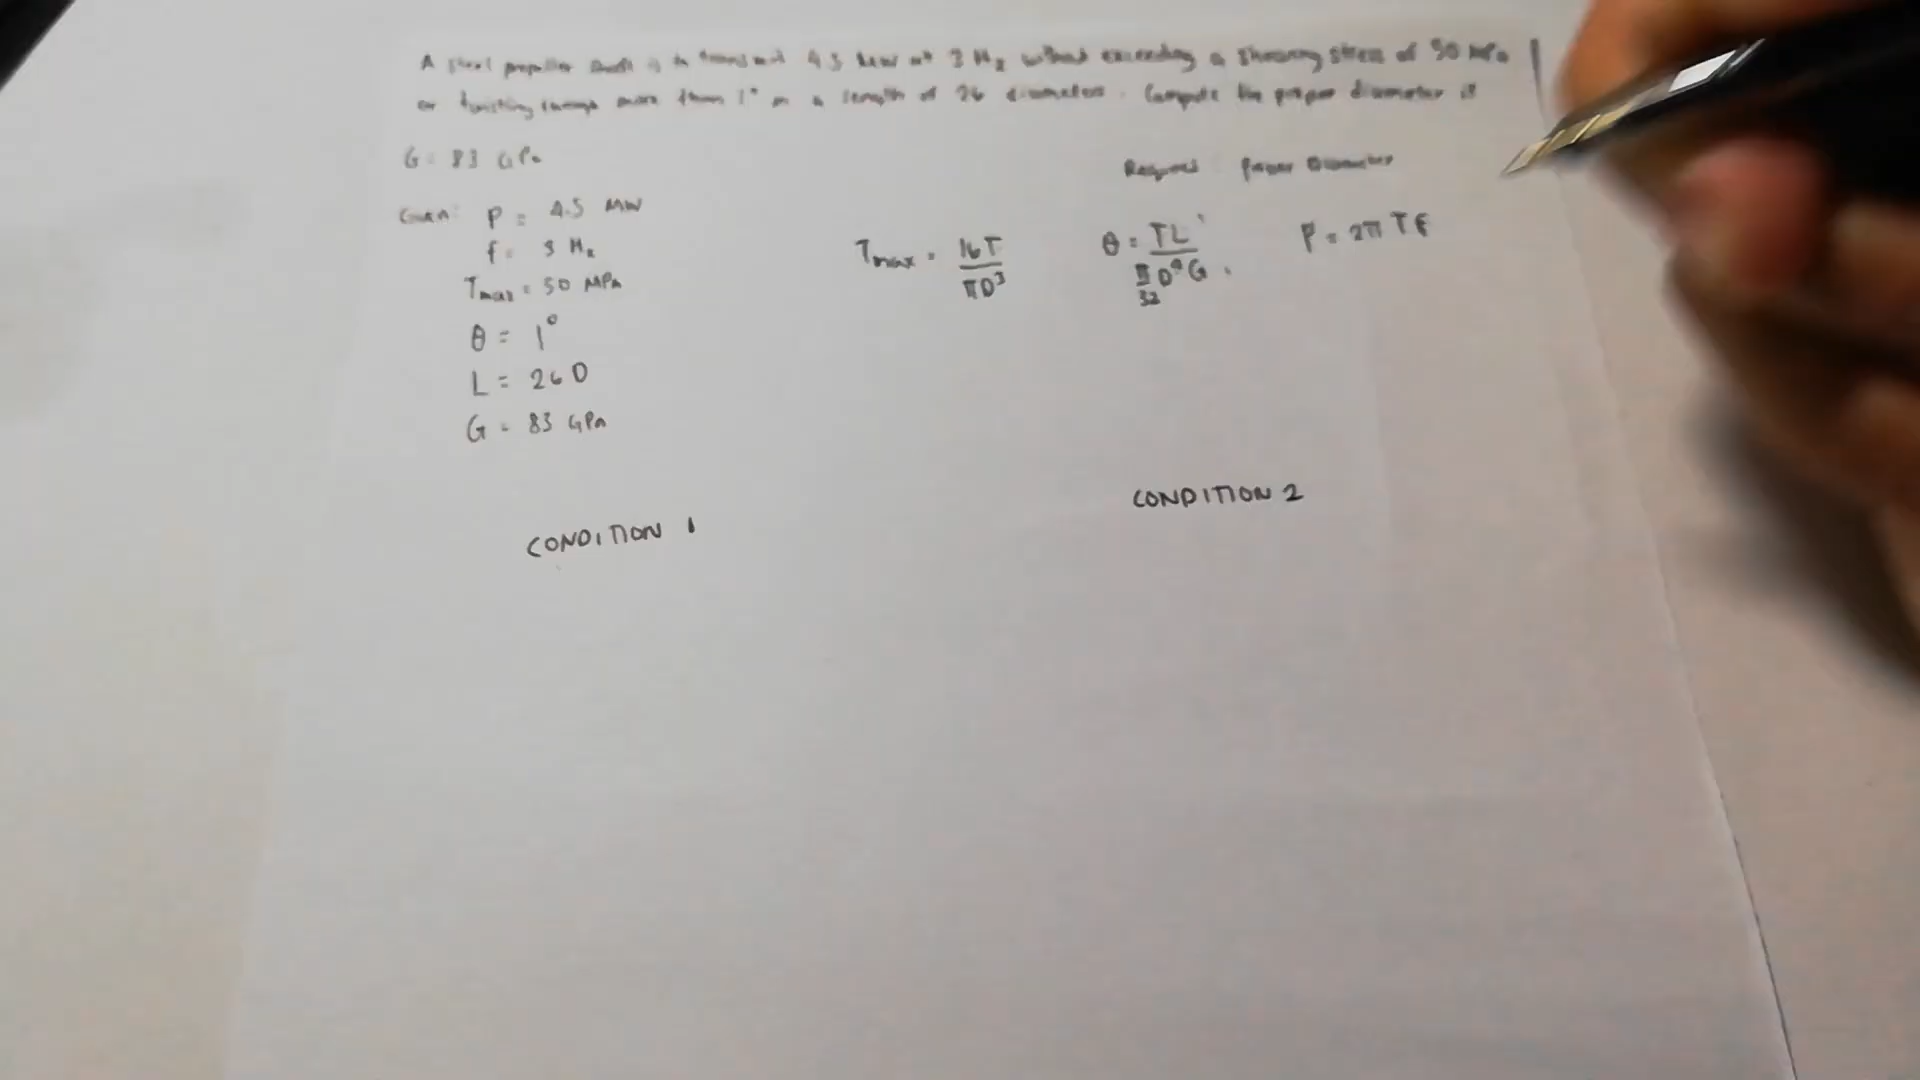 A steel propeller shaft is to transmit 4.5 MW at 3 Hz without exceeding a shearing stress of 50 MPa
or twisting through more than 1° in a length of 26 diameters. Compute the proper diameter if
G = 83 GPa
Required: Proper Diameter
Given: P = 4.5 MW
f = 3 Hz
τmax = 50 MPa
θ = 1°
L = 26 D
G = 83 GPa
τmax = 16T / πD³
θ = TL / (π/32 D⁴ G)
P = 2π T f
CONDITION 1
CONDITION 2